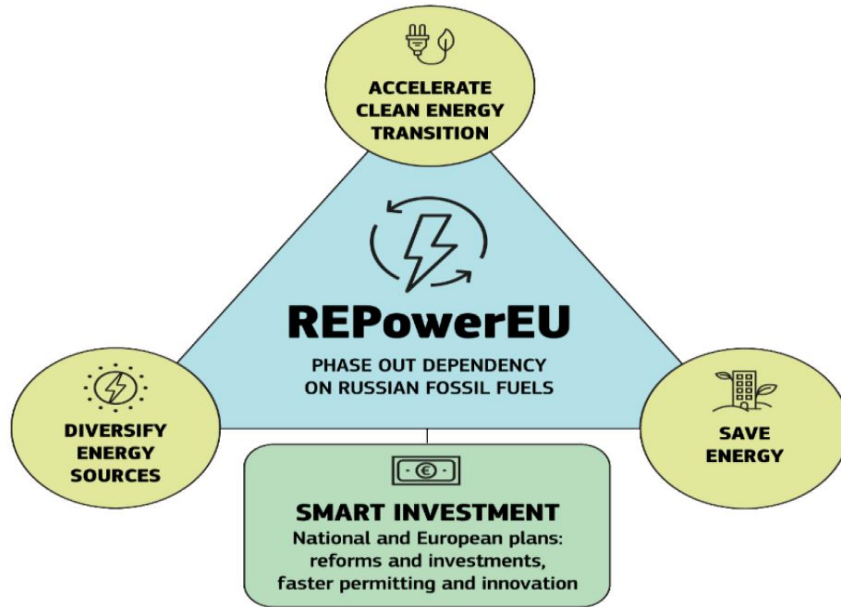 ACCELERATE
CLEAN ENERGY
TRANSITION
REPowerEU
PHASE OUT DEPENDENCY
ON RUSSIAN FOSSIL FUELS
DIVERSIFY
ENERGY
SOURCES
SAVE
ENERGY
€
SMART INVESTMENT
National and European plans:
reforms and investments,
faster permitting and innovation